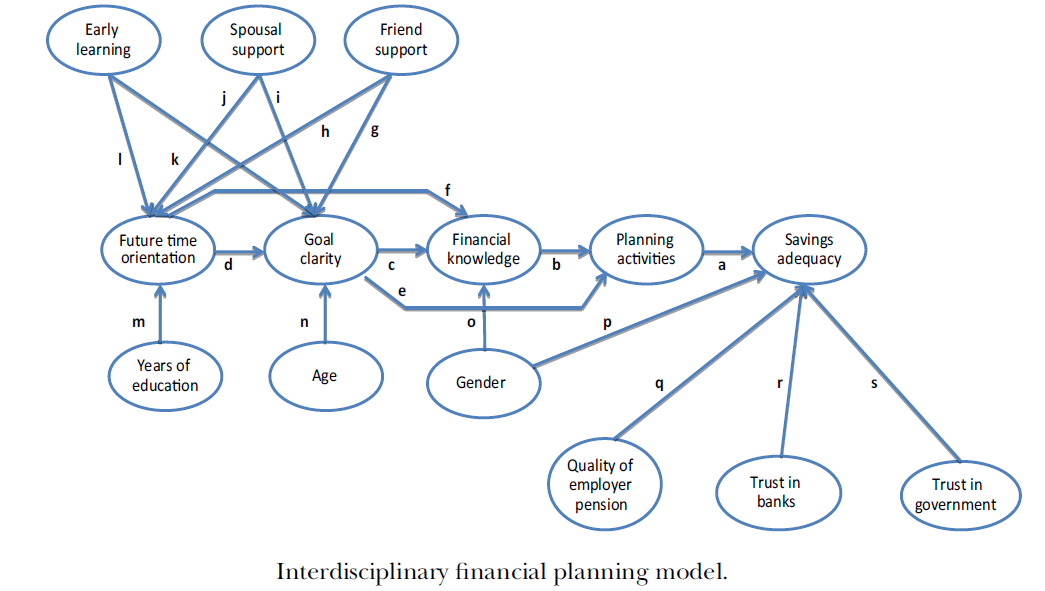 Early
learning
Spousal
support
Friend
support
j
i
h
g
l
k
f
Future time
orientation
d
Goal
clarity
c
Financial
knowledge
b
Planning
activities
a
Savings
adequacy
e
m
n
o
p
Years of
education
Age
Gender
q
r
s
Quality of
employer
pension
Trust in
banks
Trust in
government
Interdisciplinary financial planning model.